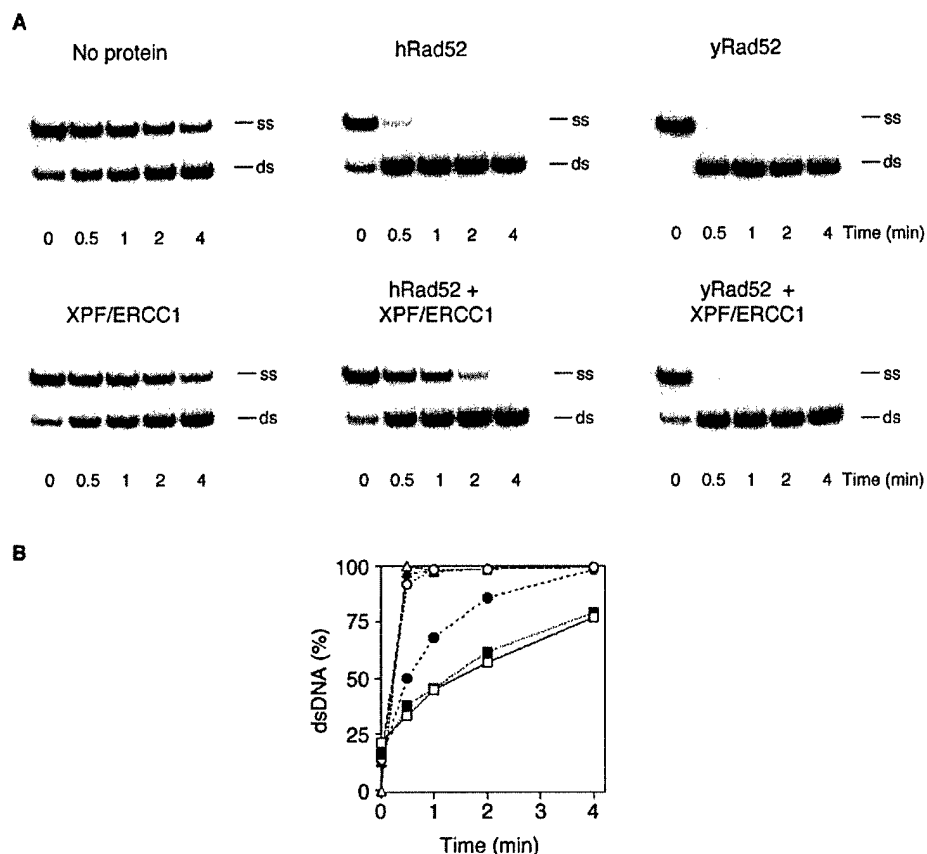 A
No protein
hRad52
yRad52
ss
ds
ss
ds
ss
ds
0 0.5 1 2 4
0 0.5 1 2 4
0 0.5 1 2 4 Time (min)
XPF/ERCC1
hRad52 +
XPF/ERCC1
yRad52 +
XPF/ERCC1
ss
ds
ss
ds
ss
ds
0 0.5 1 2 4
0 0.5 1 2 4
0 0.5 1 2 4 Time (min)
B
dsDNA (%)
100
75
50
25
0
0 1 2 3 4
Time (min)